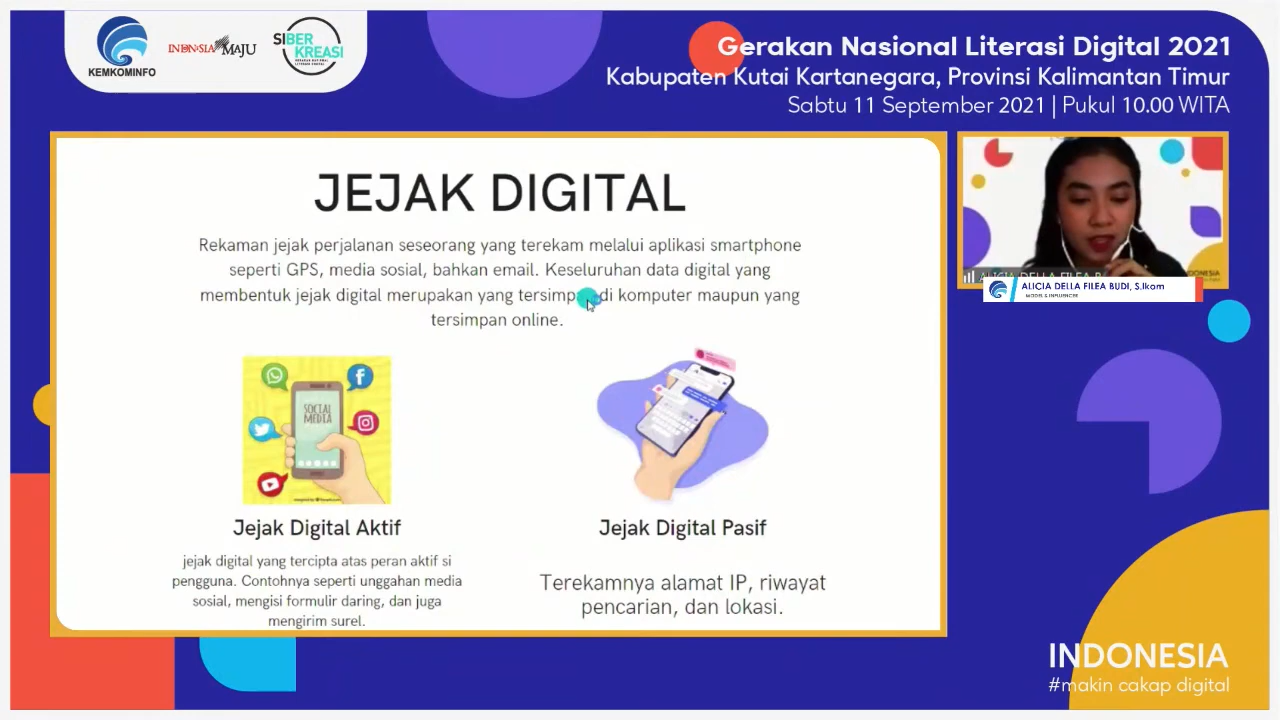 KEMKOMINFO
INDONESIA MAJU
SIBER
KREASI
Gerakan Nasional Literasi Digital 2021
Kabupaten Kutai Kartanegara, Provinsi Kalimantan Timur
Sabtu 11 September 2021 | Pukul 10.00 WITA
JEJAK DIGITAL
Rekaman jejak perjalanan seseorang yang terekam melalui aplikasi smartphone
seperti GPS, media sosial, bahkan email. Keseluruhan data digital yang
membentuk jejak digital merupakan yang tersimpan di komputer maupun yang
tersimpan online.
SOCIAL
MEDIA
Jejak Digital Aktif
jejak digital yang tercipta atas peran aktif si
pengguna. Contohnya seperti unggahan media
sosial, mengisi formulir daring, dan juga
mengirim surel.
Jejak Digital Pasif
Terekamnya alamat IP, riwayat
pencarian, dan lokasi.
ALICIA DELLA FILEA B
ALICIA DELLA FILEA BUDI, S.Ikom
MODEL & INFLUENCER
INDONESIA
#makin cakap digital